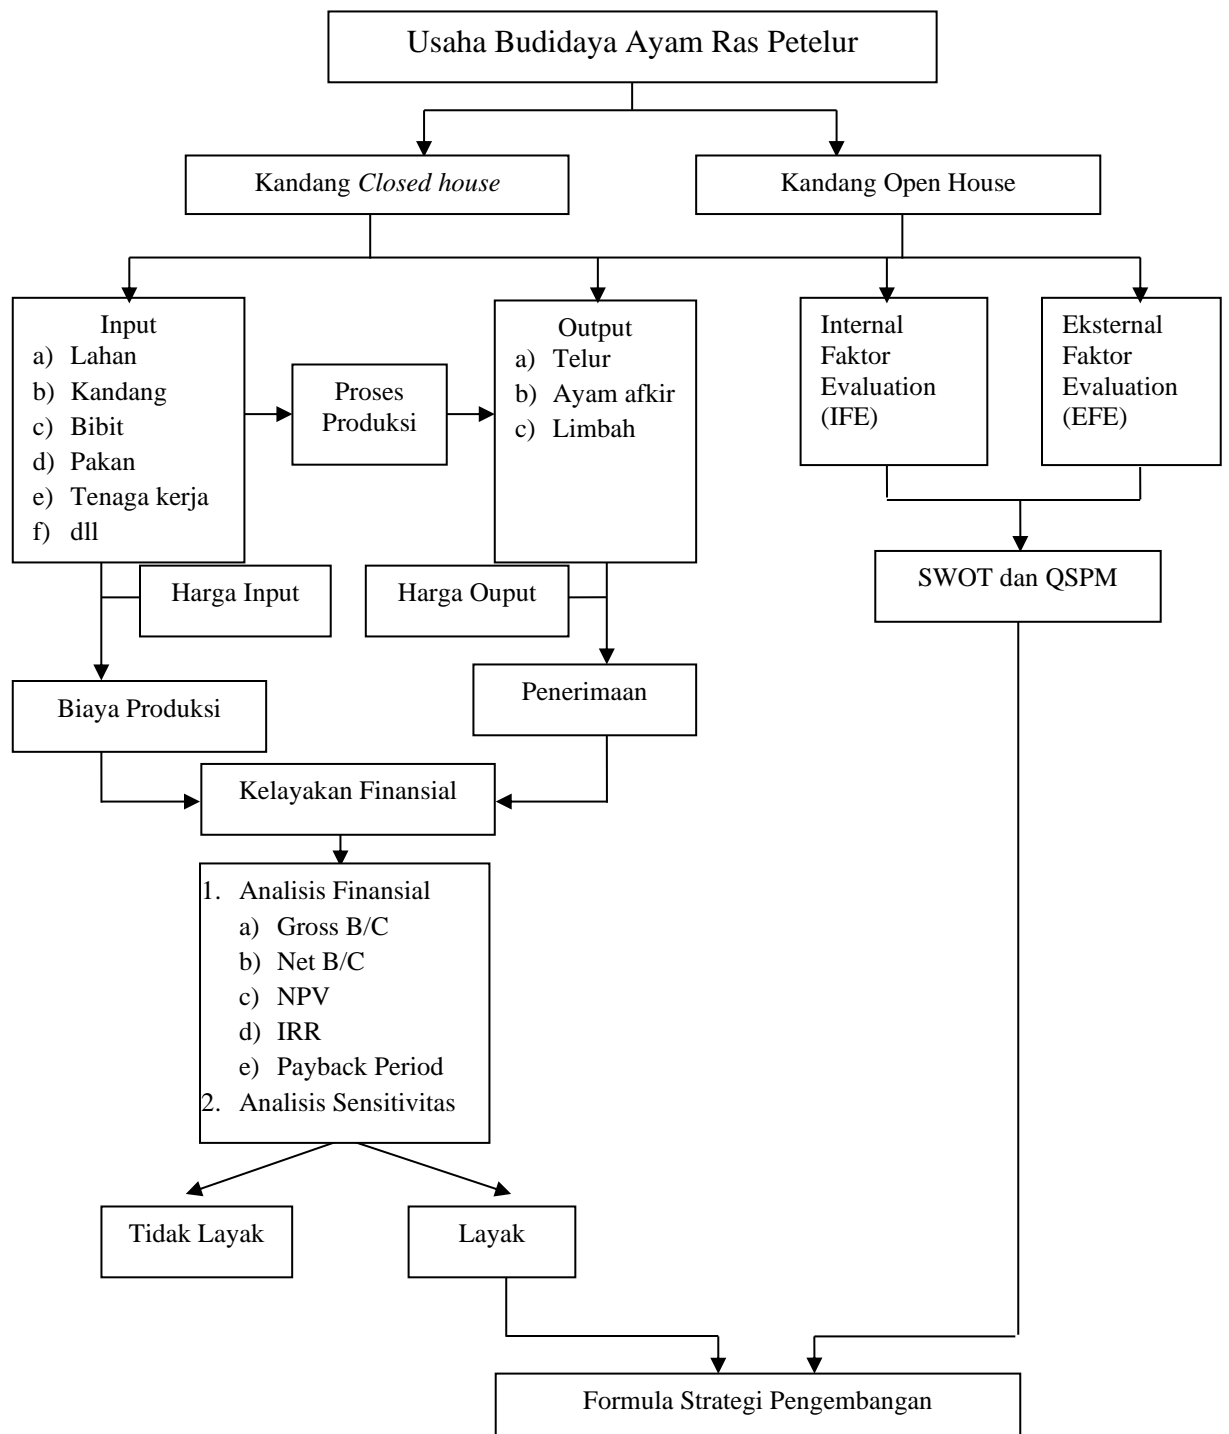 Usaha Budidaya Ayam Ras Petelur
Kandang Closed house
Kandang Open House
Input
a) Lahan
b) Kandang
c) Bibit
d) Pakan
e) Tenaga kerja
f) dll
Proses
Produksi
Output
a) Telur
b) Ayam afkir
c) Limbah
Internal
Faktor
Evaluation
(IFE)
Eksternal
Faktor
Evaluation
(EFE)
Harga Input
Harga Ouput
SWOT dan QSPM
Biaya Produksi
Penerimaan
Kelayakan Finansial
1. Analisis Finansial
a) Gross B/C
b) Net B/C
c) NPV
d) IRR
e) Payback Period
2. Analisis Sensitivitas
Tidak Layak
Layak
Formula Strategi Pengembangan